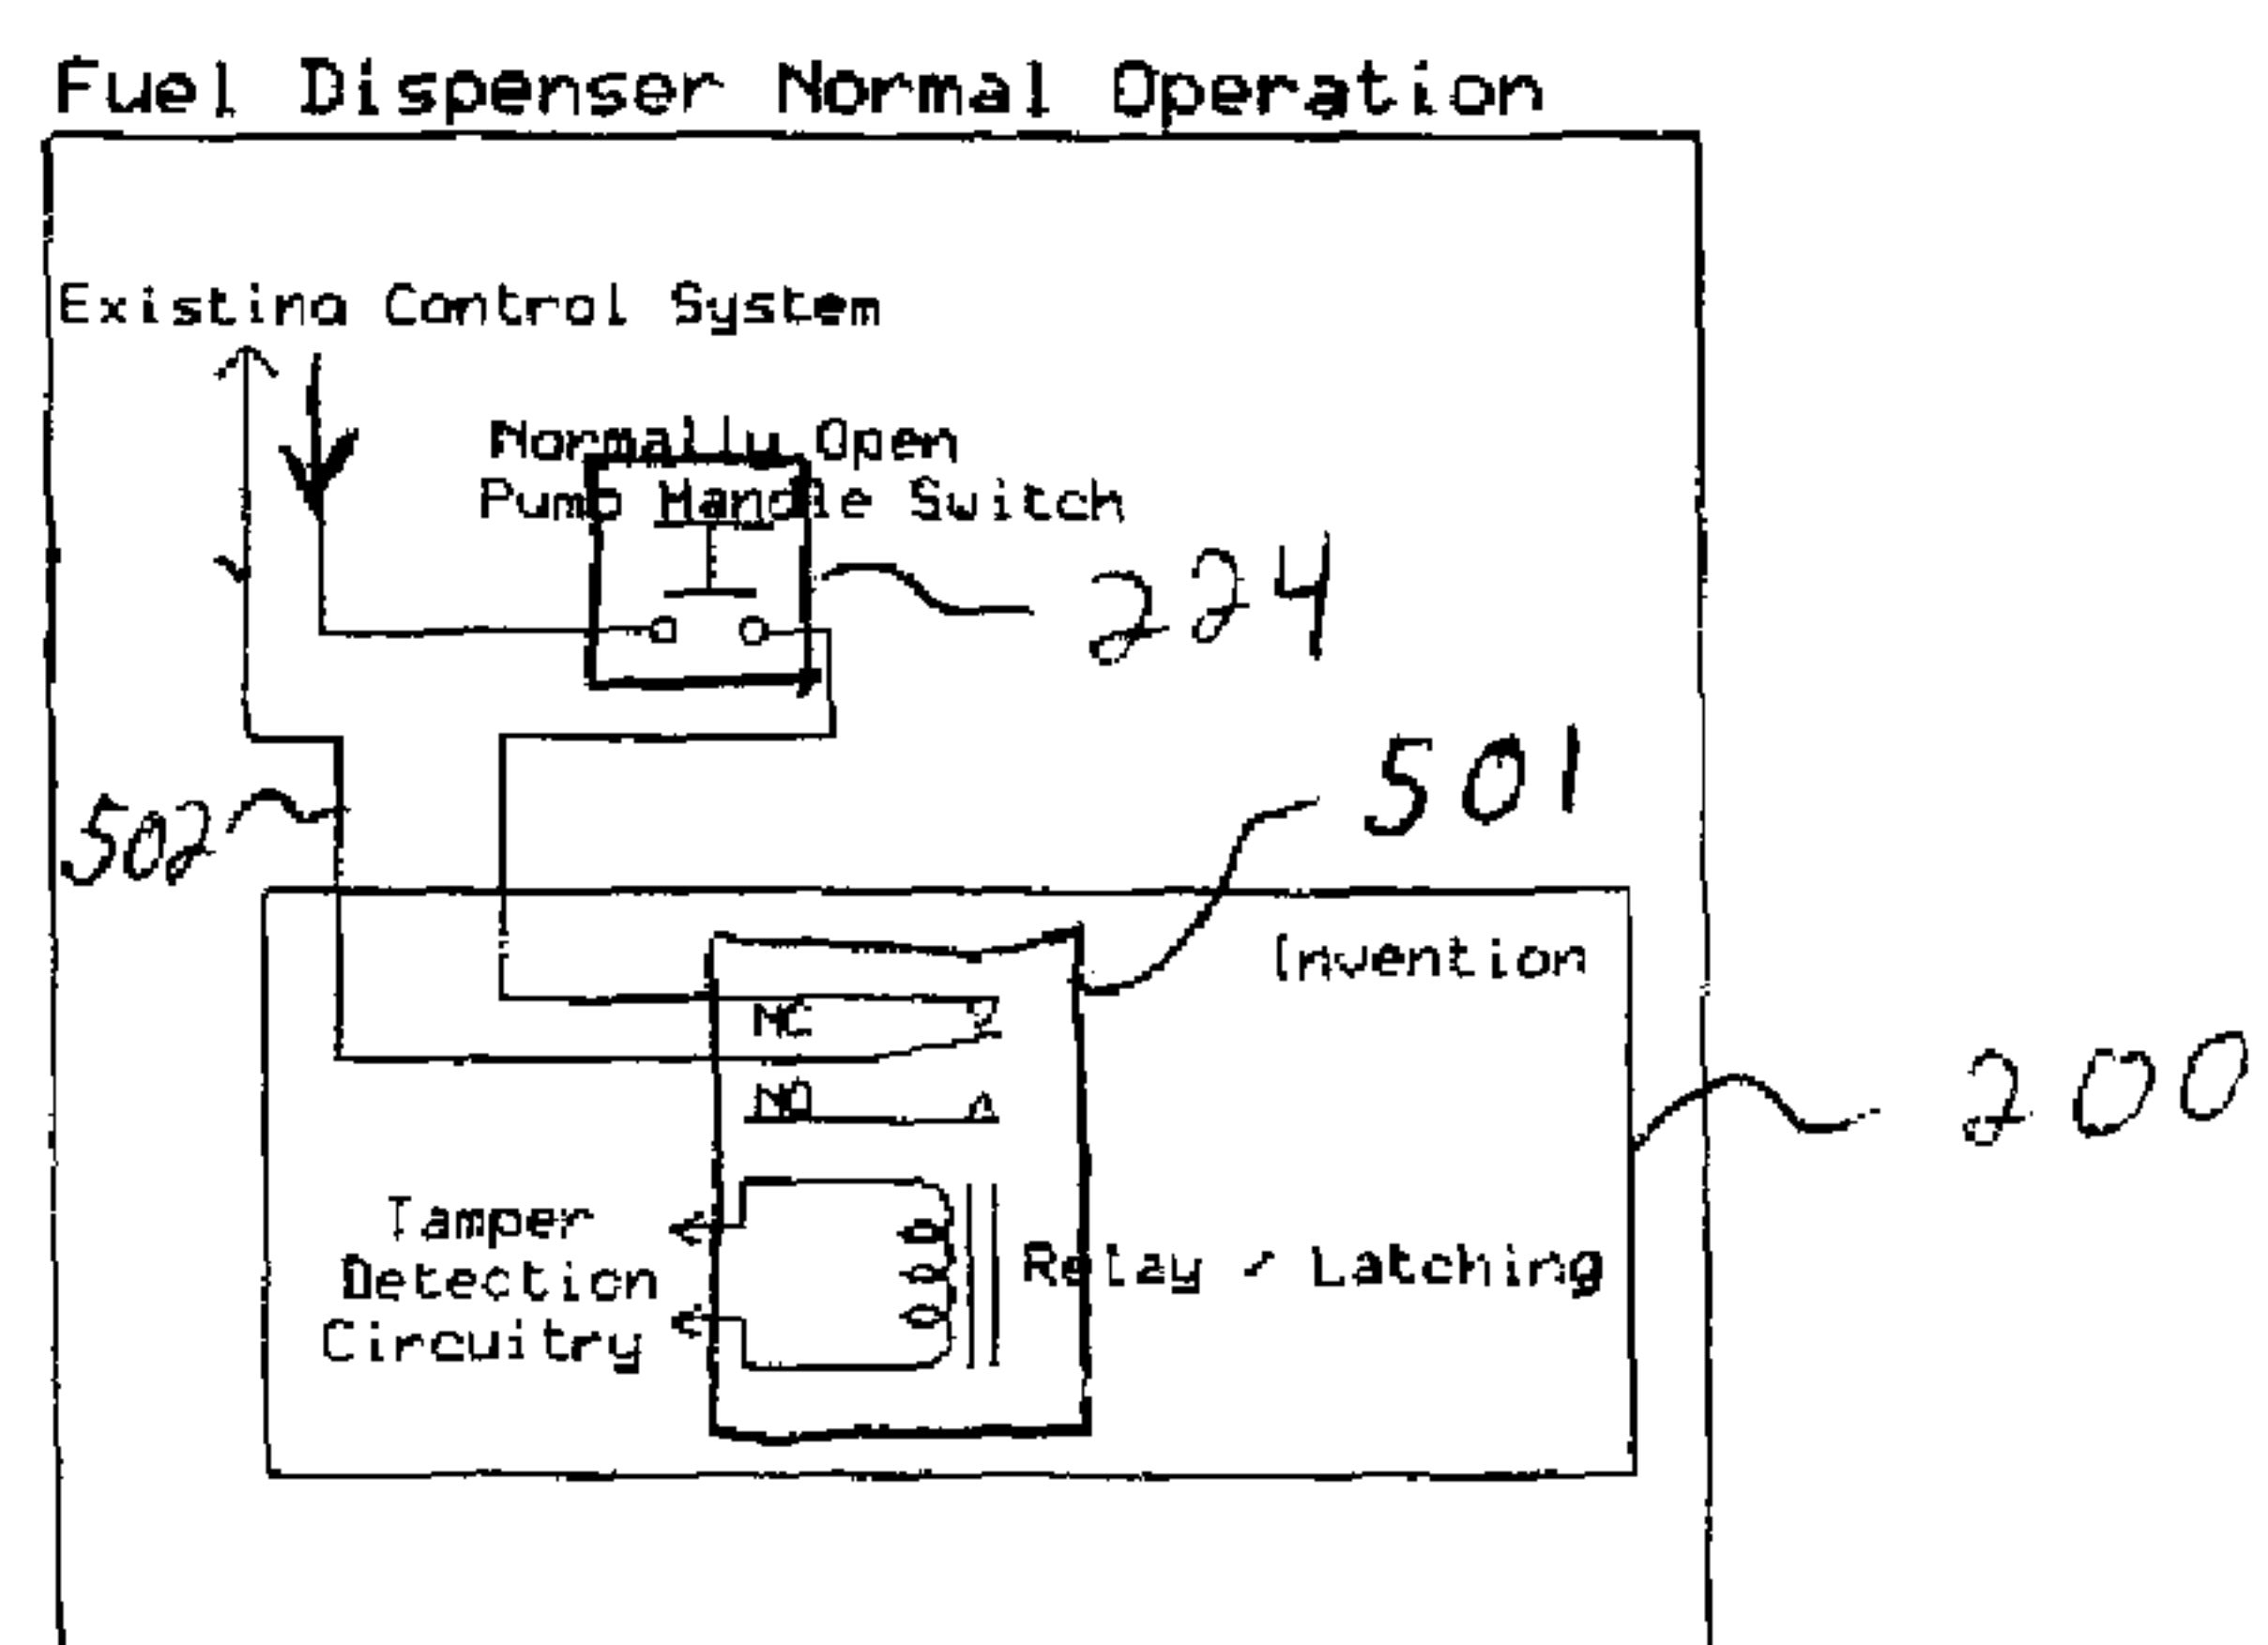 Fuel Dispenser Normal Operation
Existing Control System
Normally Open
Pump Handle Switch
224
501
502
Invention
NC
NO
200
Tamper
Detection
Circuitry
Relay - Latching